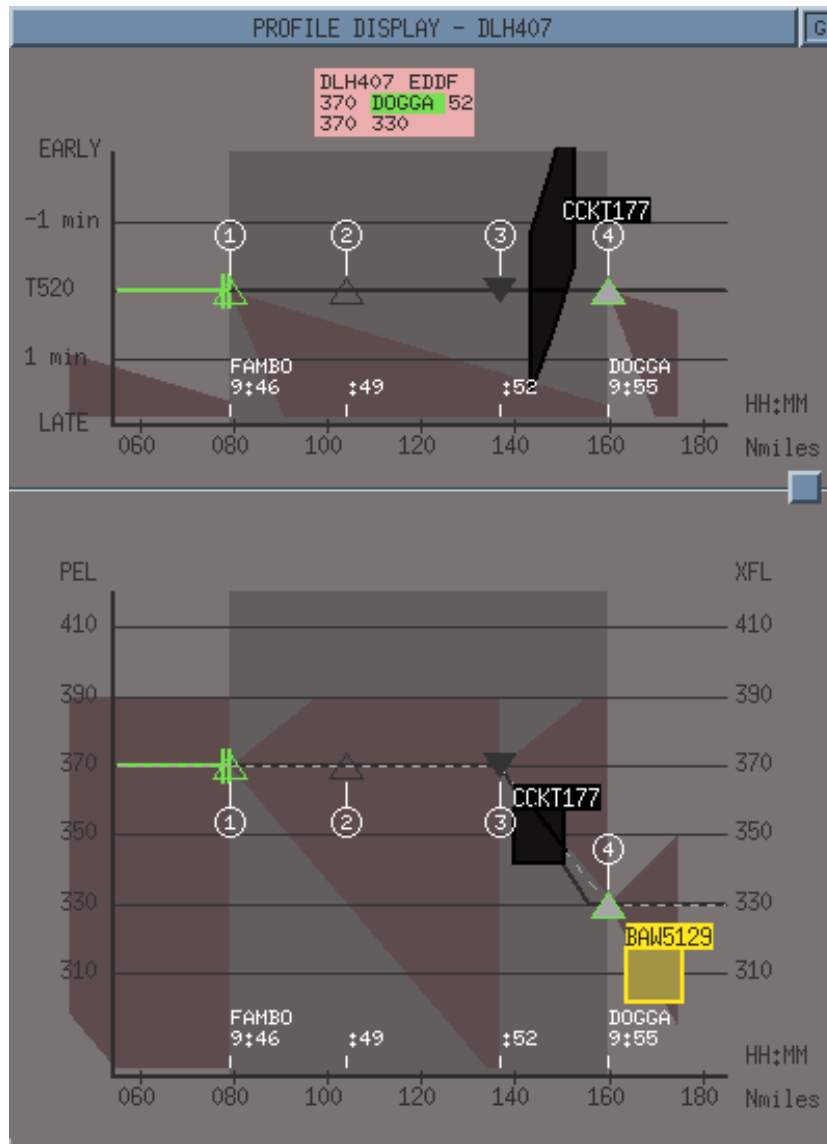 PROFILE DISPLAY - DLH407
G
DLH407 EDDF
370 DOGGA 52
370 330
EARLY
-1 min
T520
1 min
LATE
CCKT177
1 2 3 4
FAMBO DOGGA
9:46 :49 :52 9:55
HH:MM
060 080 100 120 140 160 180 Nmiles
PEL XFL
410 410
390 390
370 370
CCKT177
1 2 3 4
350 350
330 330
BAW5129
310 310
FAMBO DOGGA
9:46 :49 :52 9:55
HH:MM
060 080 100 120 140 160 180 Nmiles